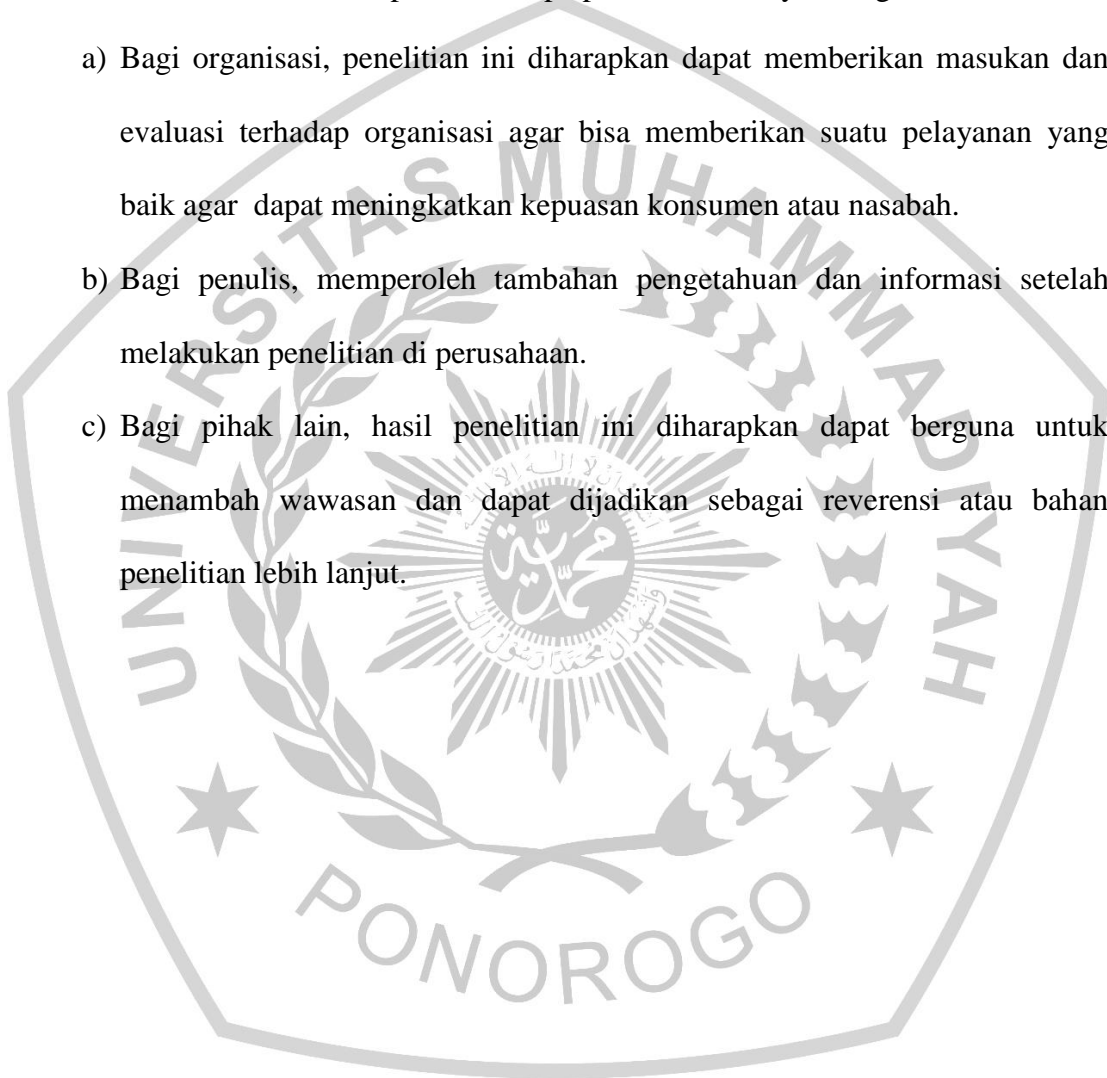 a) Bagi organisasi, penelitian ini diharapkan dapat memberikan masukan dan
evaluasi terhadap organisasi agar bisa memberikan suatu pelayanan yang
baik agar dapat meningkatkan kepuasan konsumen atau nasabah.
b) Bagi penulis, memperoleh tambahan pengetahuan dan informasi setelah
melakukan penelitian di perusahaan.
c) Bagi pihak lain, hasil penelitian ini diharapkan dapat berguna untuk
menambah wawasan dan dapat dijadikan sebagai reverensi atau bahan
penelitian lebih lanjut.
UNIVERSITAS MUHAMMADIYAH
PONOROGO
محمدية